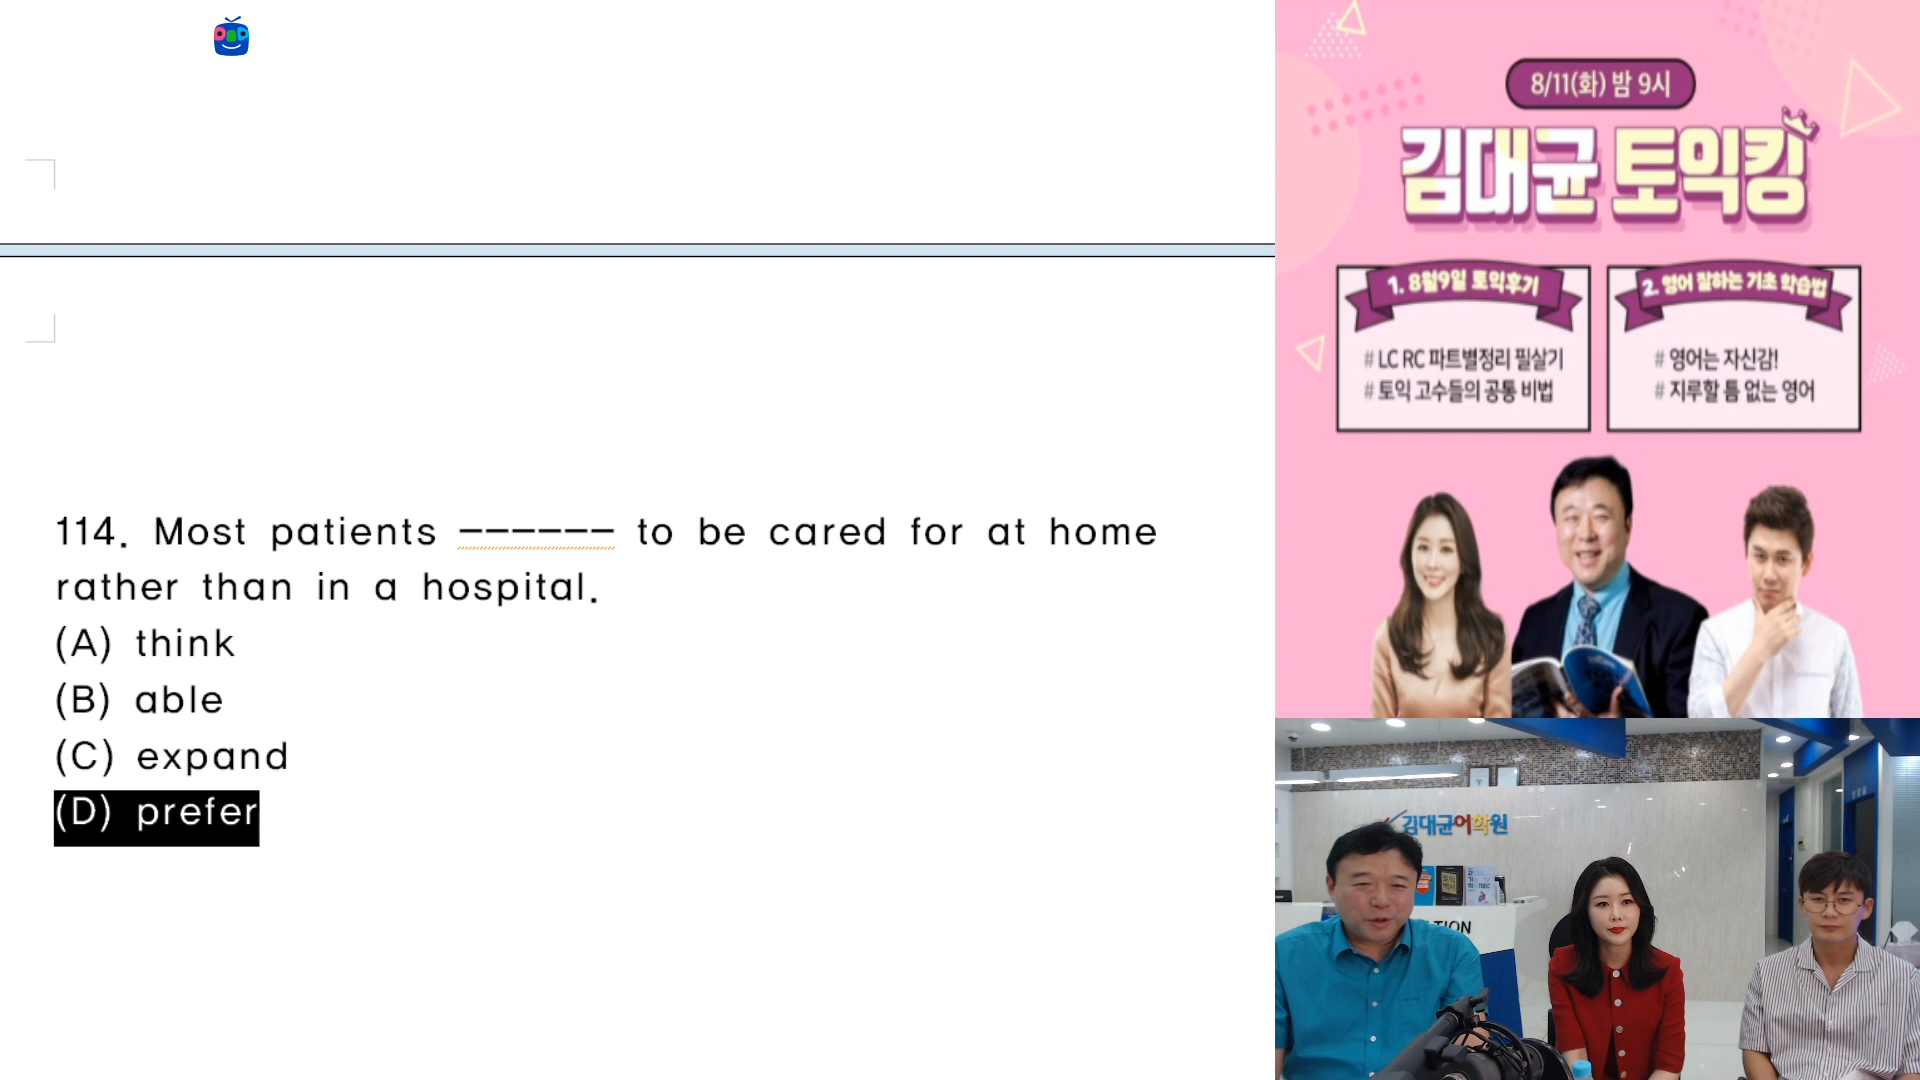 114. Most patients ------ to be cared for at home
rather than in a hospital.
(A) think
(B) able
(C) expand
(D) prefer
8/11(화) 밤 9시
김대균 토익킹
1. 8월9일 토익후기
# LC RC 파트별정리 필살기
# 토익 고수들의 공통 비법
2. 영어 잘하는 기초 학습법
# 영어는 자신감!
# 지루할 틈 없는 영어
김대균어학원
TION